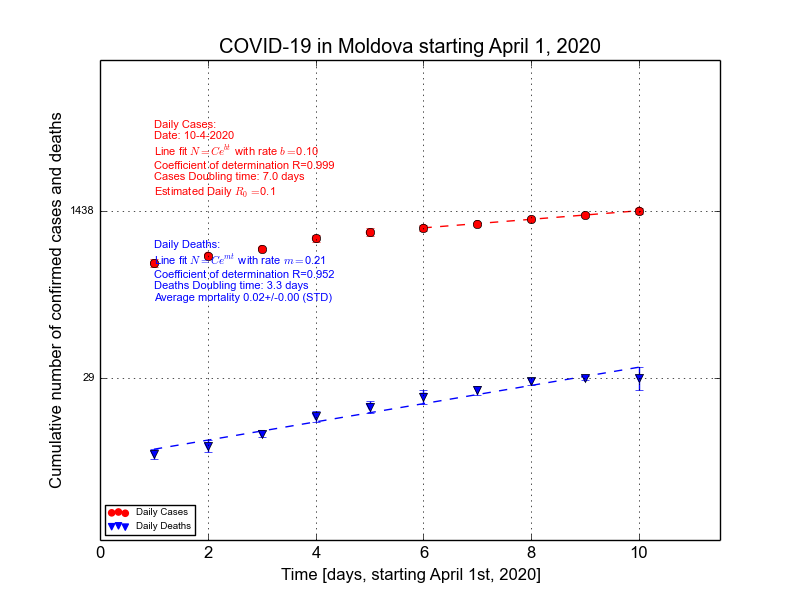 COVID-19 in Moldova starting April 1, 2020
Daily Cases:
Date: 10-4-2020
Line fit N=Ce^{bt} with rate b=0.10
Coefficient of determination R=0.999
Cases Doubling time: 7.0 days
Estimated Daily R_0=0.1
1438
Daily Deaths:
Line fit N=Ce^{mt} with rate m=0.21
Coefficient of determination R=0.952
Deaths Doubling time: 3.3 days
Average mortality 0.02+/-0.00 (STD)
29
Cumulative number of confirmed cases and deaths
Daily Cases
Daily Deaths
0 2 4 6 8 10
Time [days, starting April 1st, 2020]